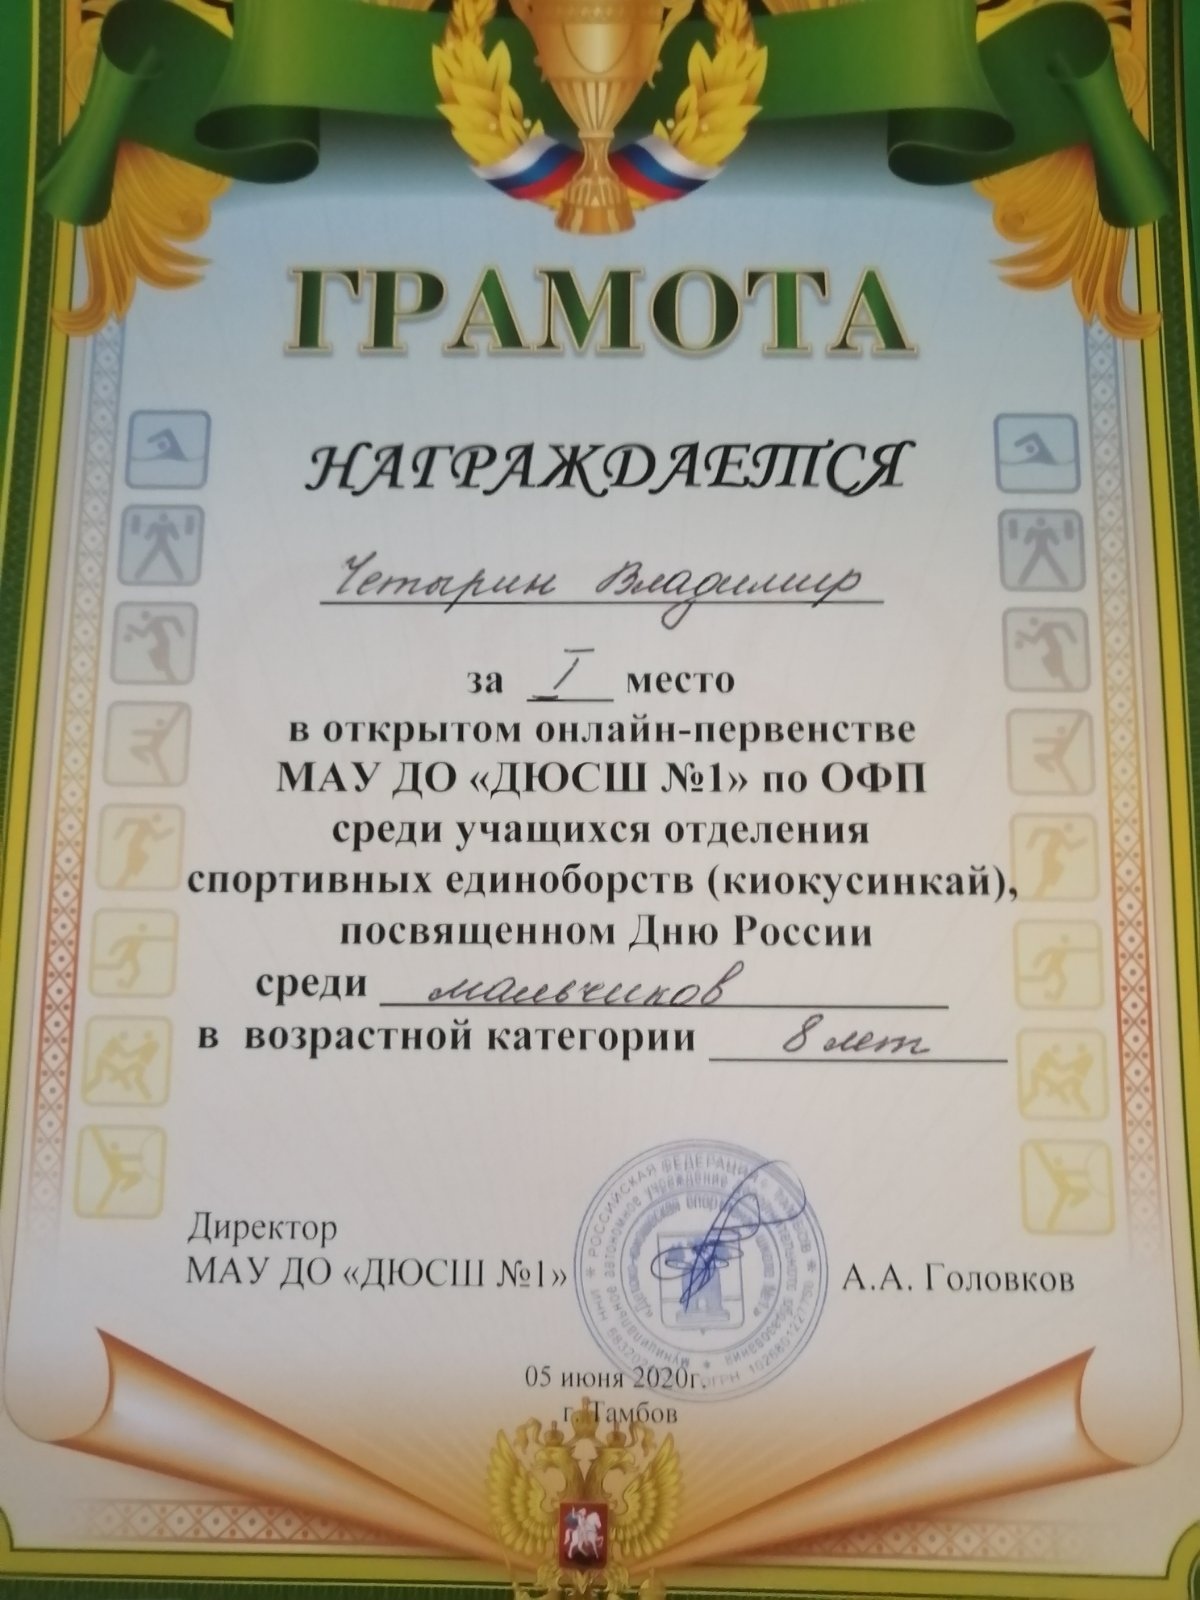 ГРАМОТА
НАГРАЖДАЕТСЯ
Четырин Владимир
за I место
в открытом онлайн-первенстве
МАУ ДО «ДЮСШ №1» по ОФП
среди учащихся отделения
спортивных единоборств (киокусинкай),
посвященном Дню России
среди мальчиков
в возрастной категории 8 лет
Директор
МАУ ДО «ДЮСШ №1»
А.А. Головков
РОССИЙСКАЯ ФЕДЕРАЦИЯ
05 июня 2020г.
г. Тамбов